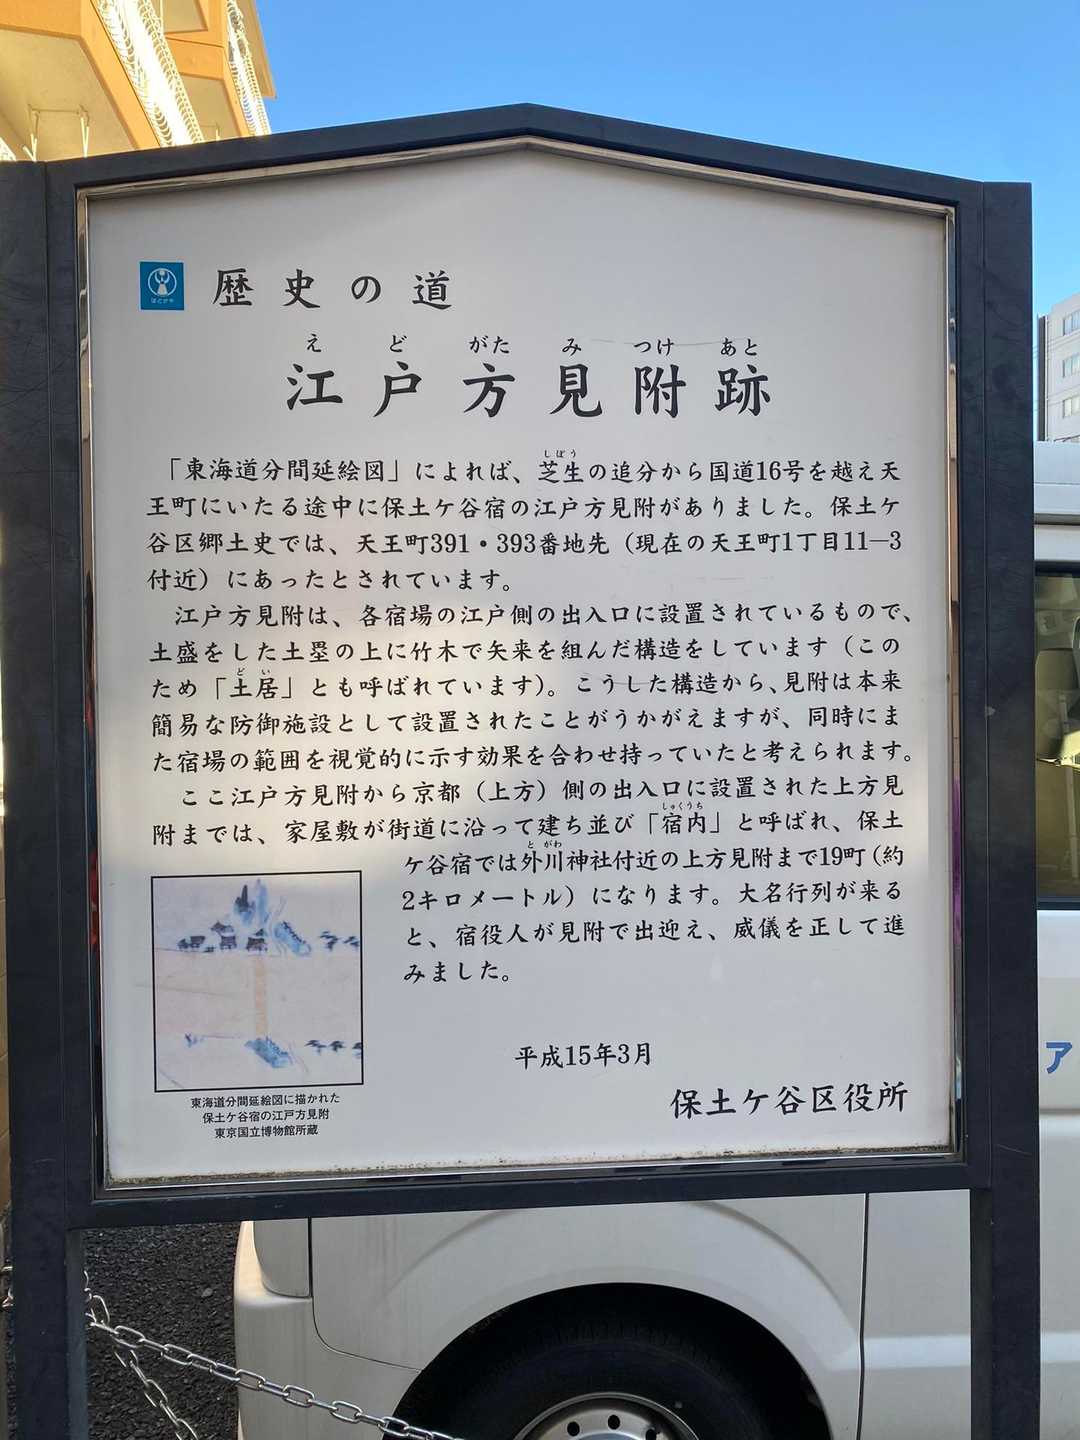 ほどがや
歴史の道
えどがたみつけあと
江戸方見附跡
しぼう
「東海道分間延絵図」によれば、芝生の追分から国道16号を越え天
王町にいたる途中に保土ケ谷宿の江戸方見附がありました。保土ケ
谷区郷土史では、天王町391・393番地先（現在の天王町1丁目11―3
付近）にあったとされています。
江戸方見附は、各宿場の江戸側の出入口に設置されているもので、
土盛をした土塁の上に竹木で矢来を組んだ構造をしています（この
どい
ため「土居」とも呼ばれています）。こうした構造から、見附は本来
簡易な防御施設として設置されたことがうかがえますが、同時にま
た宿場の範囲を視覚的に示す効果を合わせ持っていたと考えられます。
ここ江戸方見附から京都（上方）側の出入口に設置された上方見
しゅくうち
附までは、家屋敷が街道に沿って建ち並び「宿内」と呼ばれ、保土
とがわ
ケ谷宿では外川神社付近の上方見附まで19町（約
2キロメートル）になります。大名行列が来る
と、宿役人が見附で出迎え、威儀を正して進
みました。
東海道分間延絵図に描かれた
保土ケ谷宿の江戸方見附
東京国立博物館所蔵
平成15年3月
保土ケ谷区役所
ア